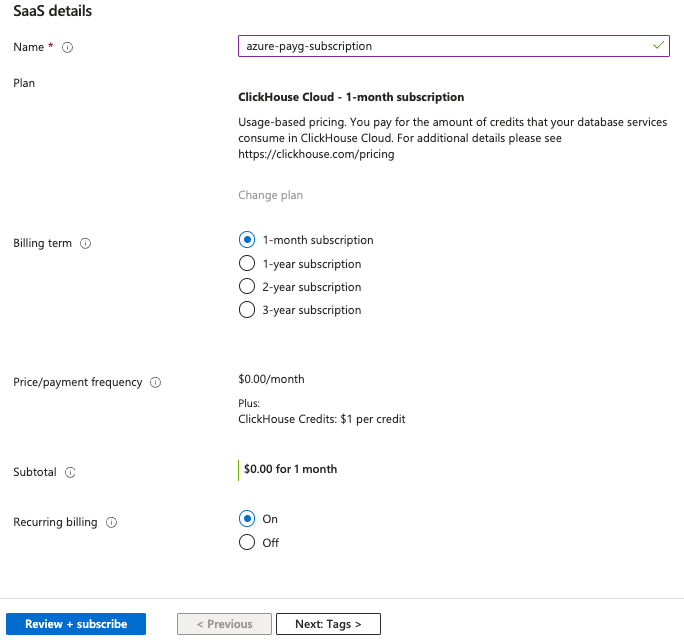 SaaS details
Name *
azure-payg-subscription
Plan
ClickHouse Cloud - 1-month subscription
Usage-based pricing. You pay for the amount of credits that your database services
consume in ClickHouse Cloud. For additional details please see
https://clickhouse.com/pricing
Change plan
Billing term
1-month subscription
1-year subscription
2-year subscription
3-year subscription
Price/payment frequency
$0.00/month
Plus:
ClickHouse Credits: $1 per credit
Subtotal
$0.00 for 1 month
Recurring billing
On
Off
Review + subscribe
< Previous
Next: Tags >